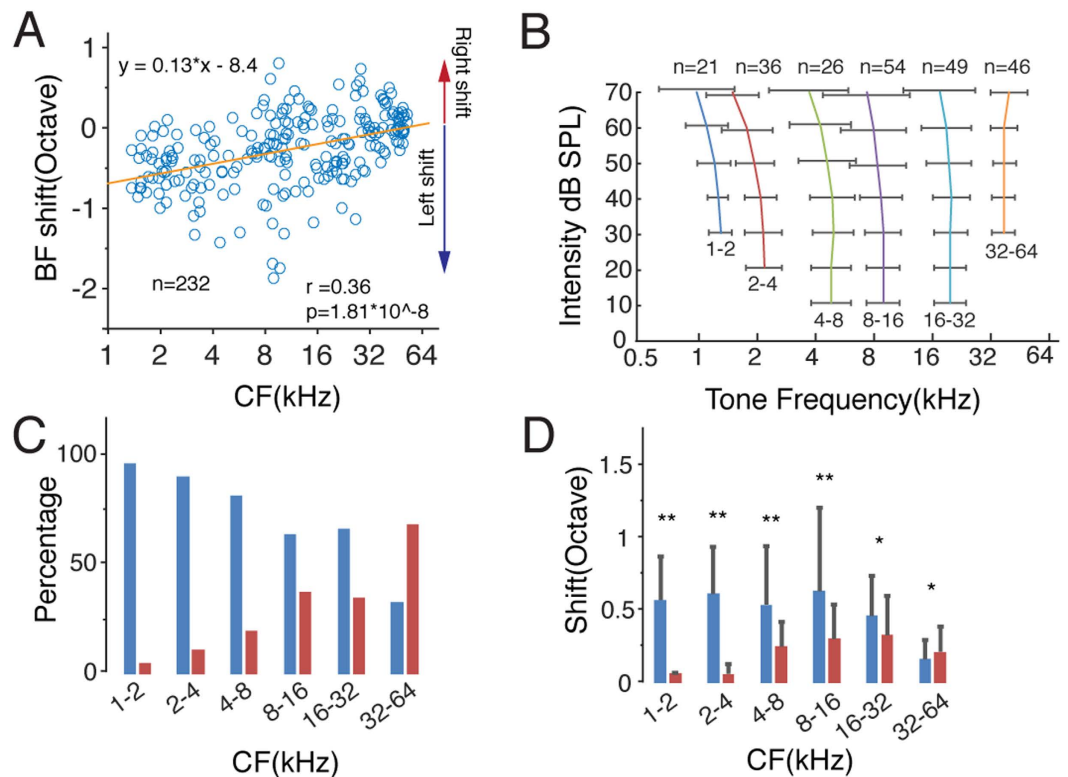 A
Right shift
Left shift
y = 0.13*x - 8.4
1
0
-1
-2
BF shift(Octave)
n=232
r =0.36
p=1.81*10^-8
1 2 4 8 16 32 64
CF(kHz)
B
n=21 n=36 n=26 n=54 n=49 n=46
70
60
50
40
30
20
10
0
Intensity dB SPL)
1-2
2-4
4-8
8-16
16-32
32-64
0.5 1 2 4 8 16 32 64
Tone Frequency(kHz)
C
100
50
0
Percentage
1-2 2-4 4-8 8-16 16-32 32-64
CF(kHz)
D
1.5
1
0.5
0
Shift(Octave)
** ** ** ** * *
1-2 2-4 4-8 8-16 16-32 32-64
CF(kHz)